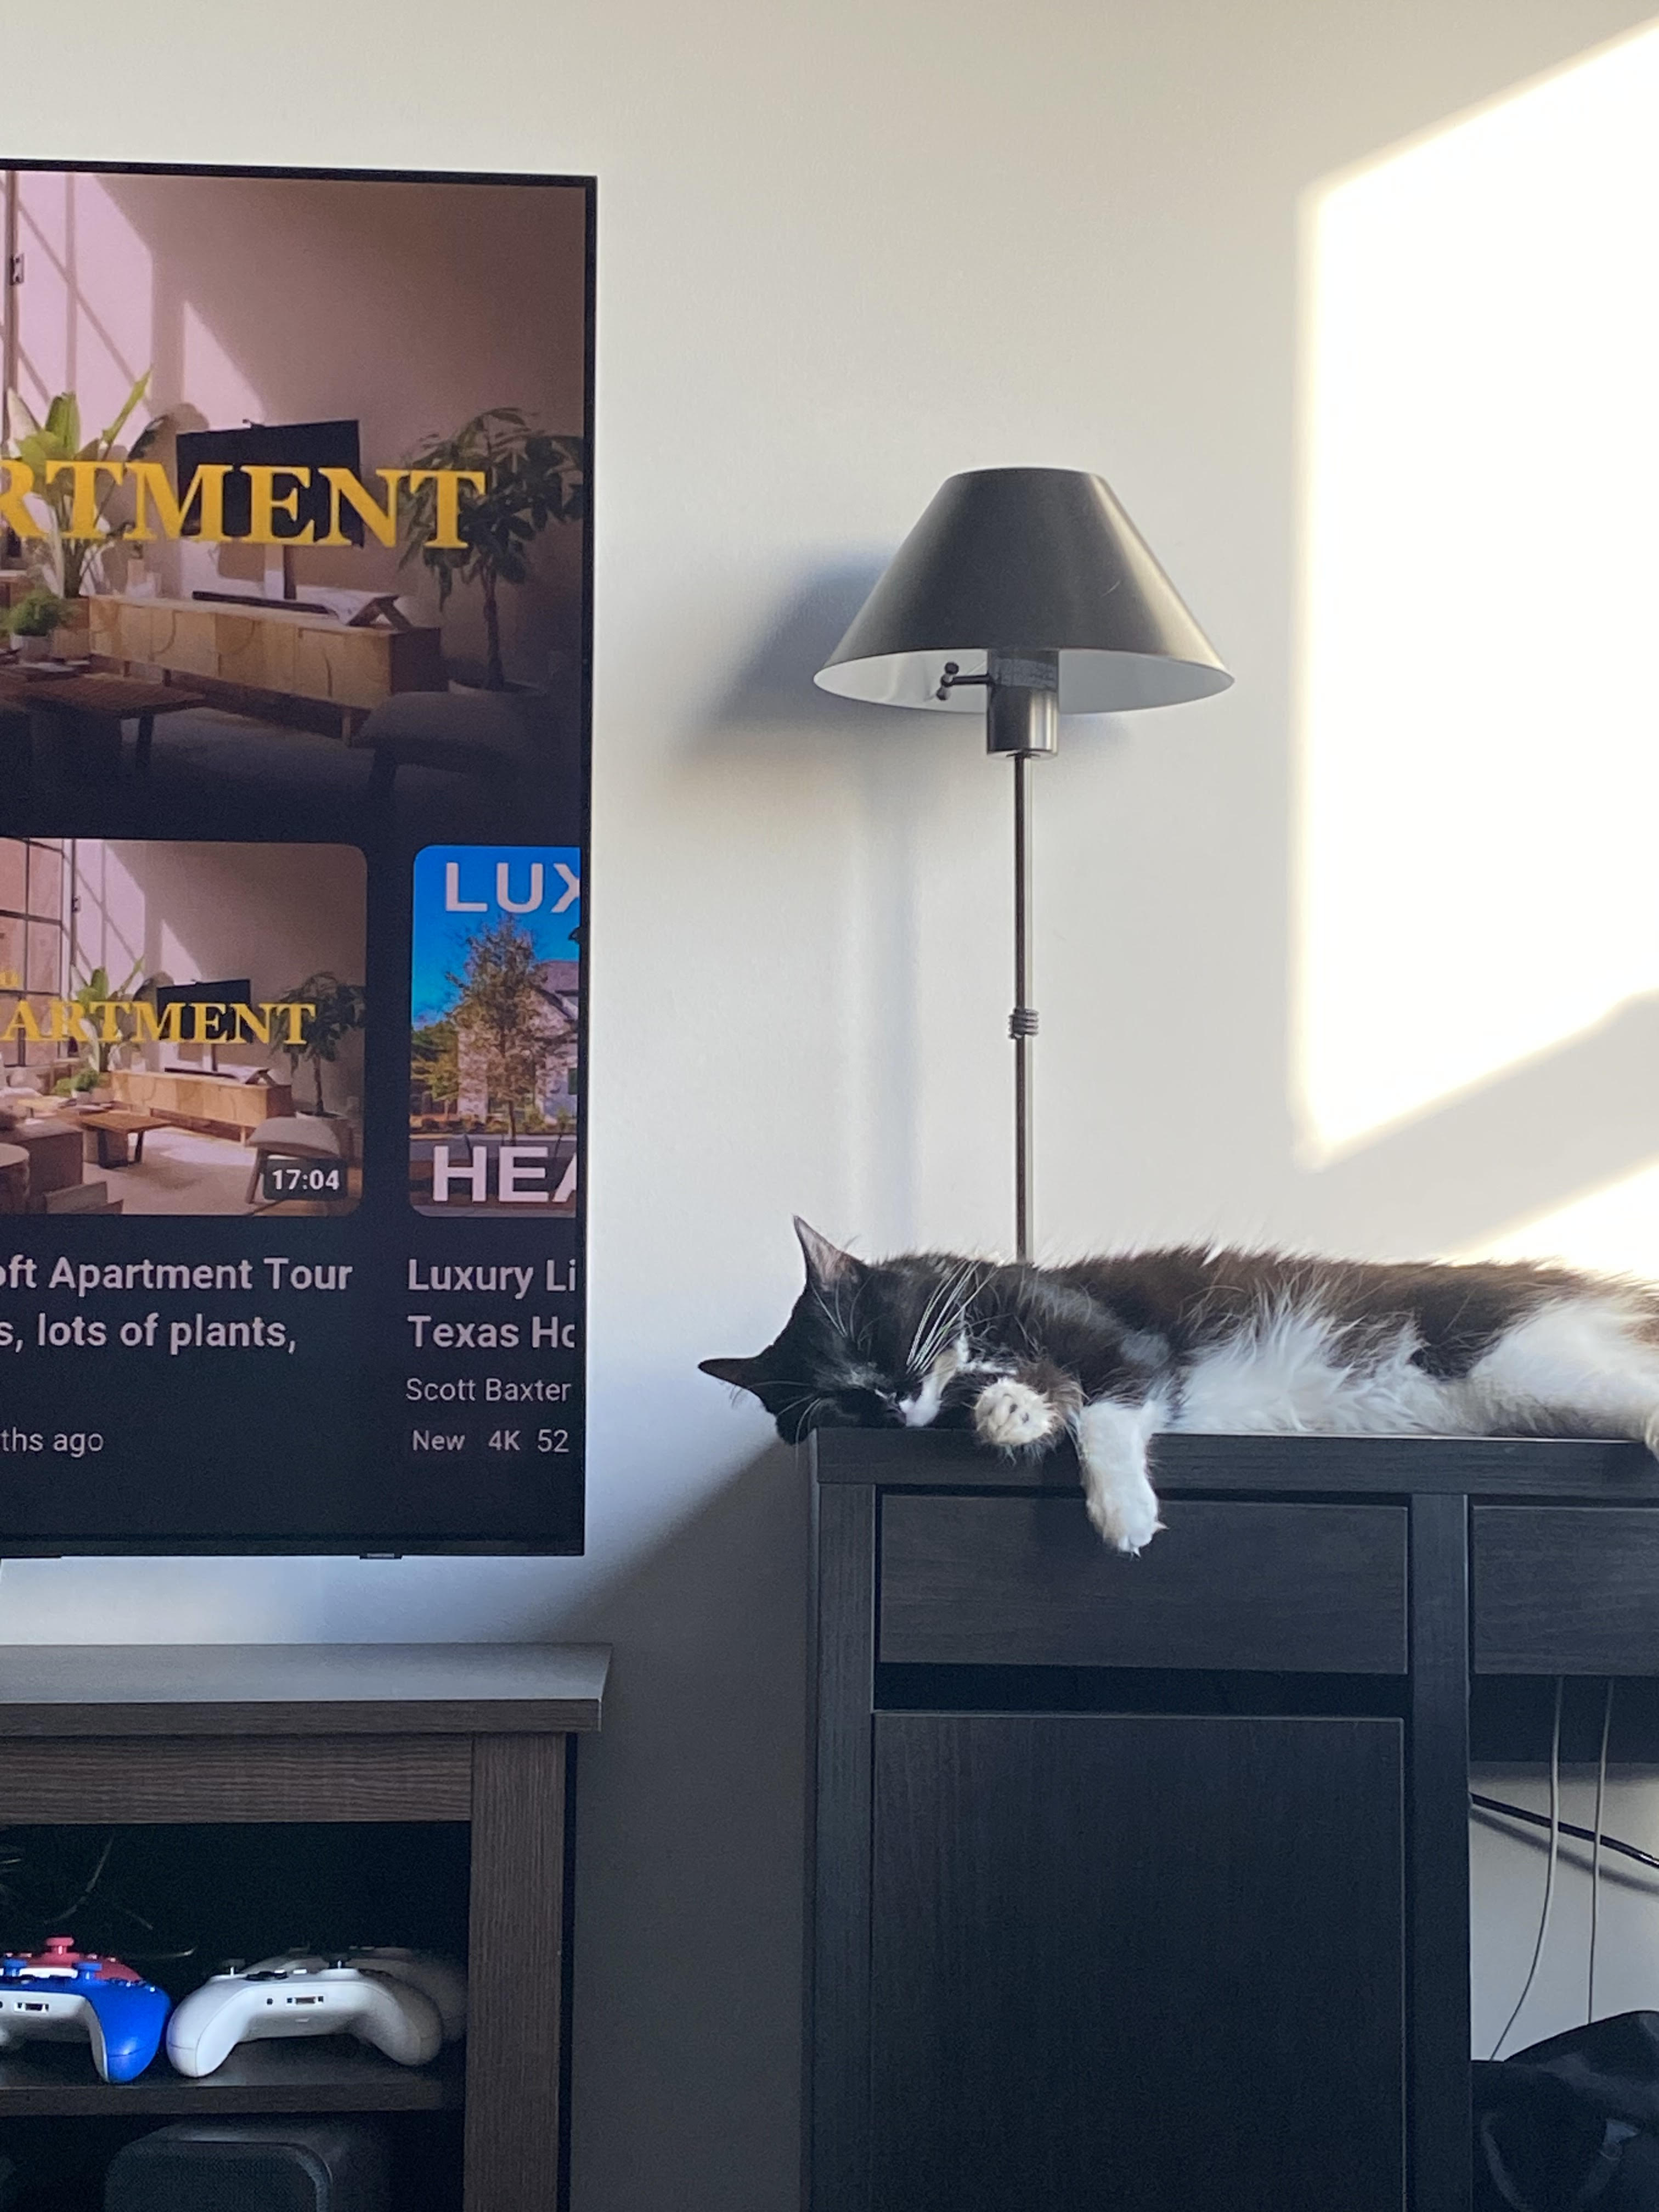 RTMENT
ARTMENT
17:04
LUX
HEA
oft Apartment Tour
s, lots of plants,
ths ago
Luxury Li
Texas Ho
Scott Baxter
New 4K 52